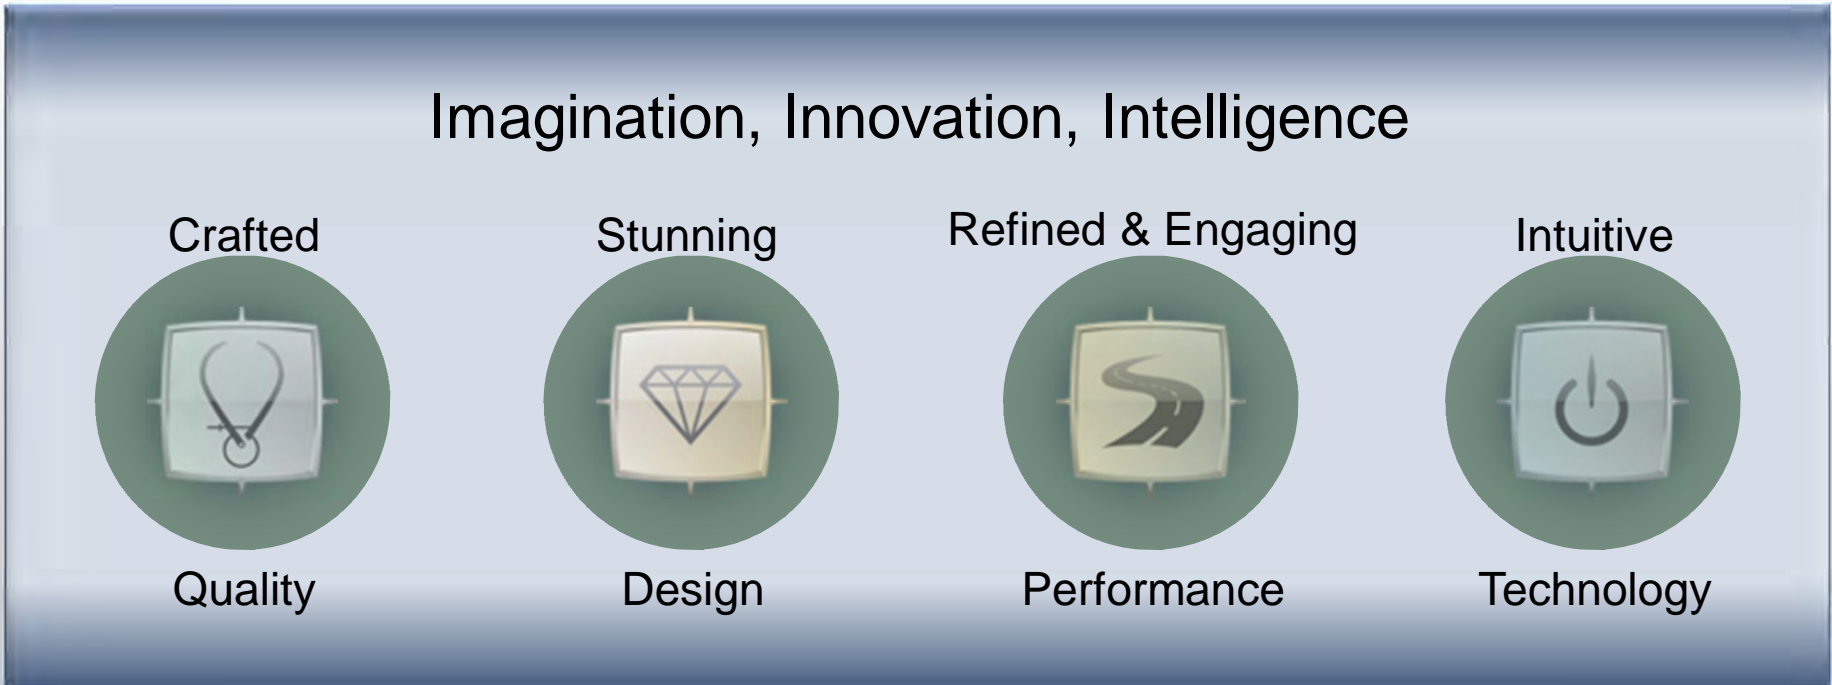 Imagination, Innovation, Intelligence
Crafted
Stunning
Refined & Engaging
Intuitive
Quality
Design
Performance
Technology